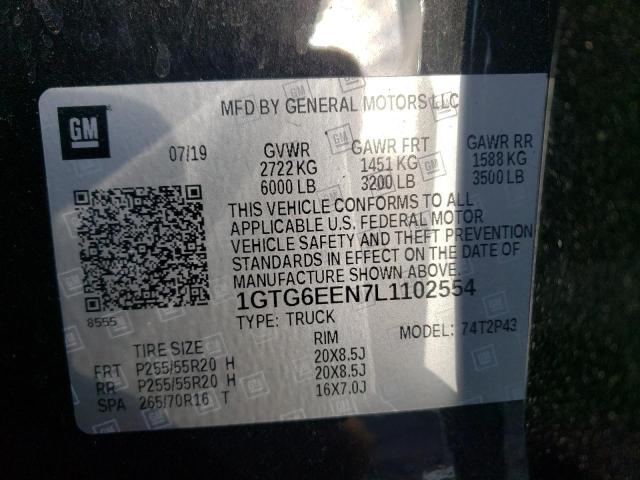 MFD BY GENERAL MOTORS LLC
GM
07/19
GVWR GAWR FRT GAWR RR
2722 KG 1451 KG 1588 KG
6000 LB 3200 LB 3500 LB
THIS VEHICLE CONFORMS TO ALL
APPLICABLE U.S. FEDERAL MOTOR
VEHICLE SAFETY AND THEFT PREVENTION
STANDARDS IN EFFECT ON THE DATE OF
MANUFACTURE SHOWN ABOVE.
1GTG6EEN7L1102554
8555
TYPE: TRUCK MODEL: 74T2P43
TIRE SIZE RIM
FRT P255/55R20 H 20X8.5J
RR P255/55R20 H 20X8.5J
SPA 265/70R16 T 16X7.0J